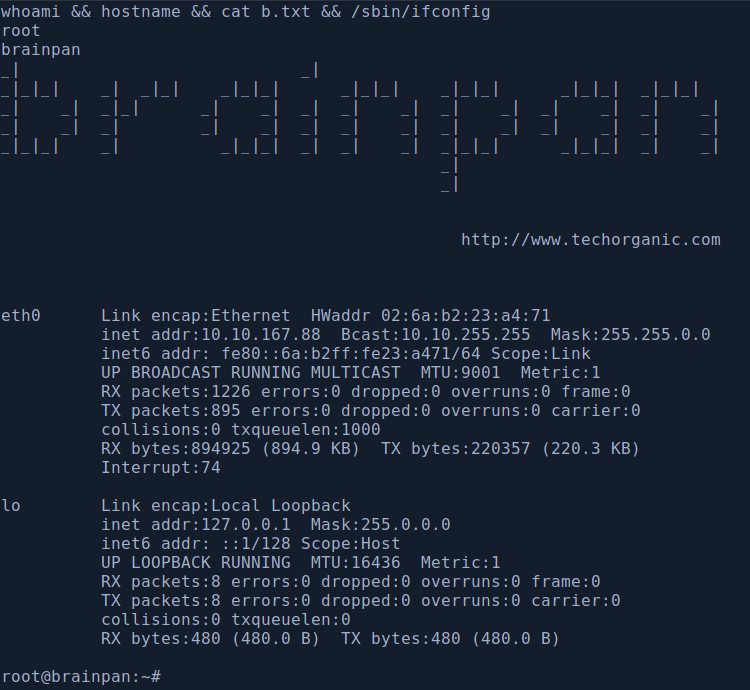 whoami && hostname && cat b.txt && /sbin/ifconfig
root
brainpan
_|                            _|
_|_|_|    _|  _|_|    _|_|_|      _|_|_|    _|_|_|      _|_|_|  _|_|_|
_|    _|  _|_|      _|    _|  _|  _|    _|  _|    _|  _|    _|  _|    _|
_|    _|  _|        _|    _|  _|  _|    _|  _|    _|  _|    _|  _|    _|
_|_|_|    _|          _|_|_|  _|  _|    _|  _|_|_|      _|_|_|  _|    _|
                                            _|
                                            _|
http://www.techorganic.com
eth0      Link encap:Ethernet  HWaddr 02:6a:b2:23:a4:71
          inet addr:10.10.167.88  Bcast:10.10.255.255  Mask:255.255.0.0
          inet6 addr: fe80::6a:b2ff:fe23:a471/64 Scope:Link
          UP BROADCAST RUNNING MULTICAST  MTU:9001  Metric:1
          RX packets:1226 errors:0 dropped:0 overruns:0 frame:0
          TX packets:895 errors:0 dropped:0 overruns:0 carrier:0
          collisions:0 txqueuelen:1000
          RX bytes:894925 (894.9 KB)  TX bytes:220357 (220.3 KB)
          Interrupt:74
lo        Link encap:Local Loopback
          inet addr:127.0.0.1  Mask:255.0.0.0
          inet6 addr: ::1/128 Scope:Host
          UP LOOPBACK RUNNING  MTU:16436  Metric:1
          RX packets:8 errors:0 dropped:0 overruns:0 frame:0
          TX packets:8 errors:0 dropped:0 overruns:0 carrier:0
          collisions:0 txqueuelen:0
          RX bytes:480 (480.0 B)  TX bytes:480 (480.0 B)
root@brainpan:~#